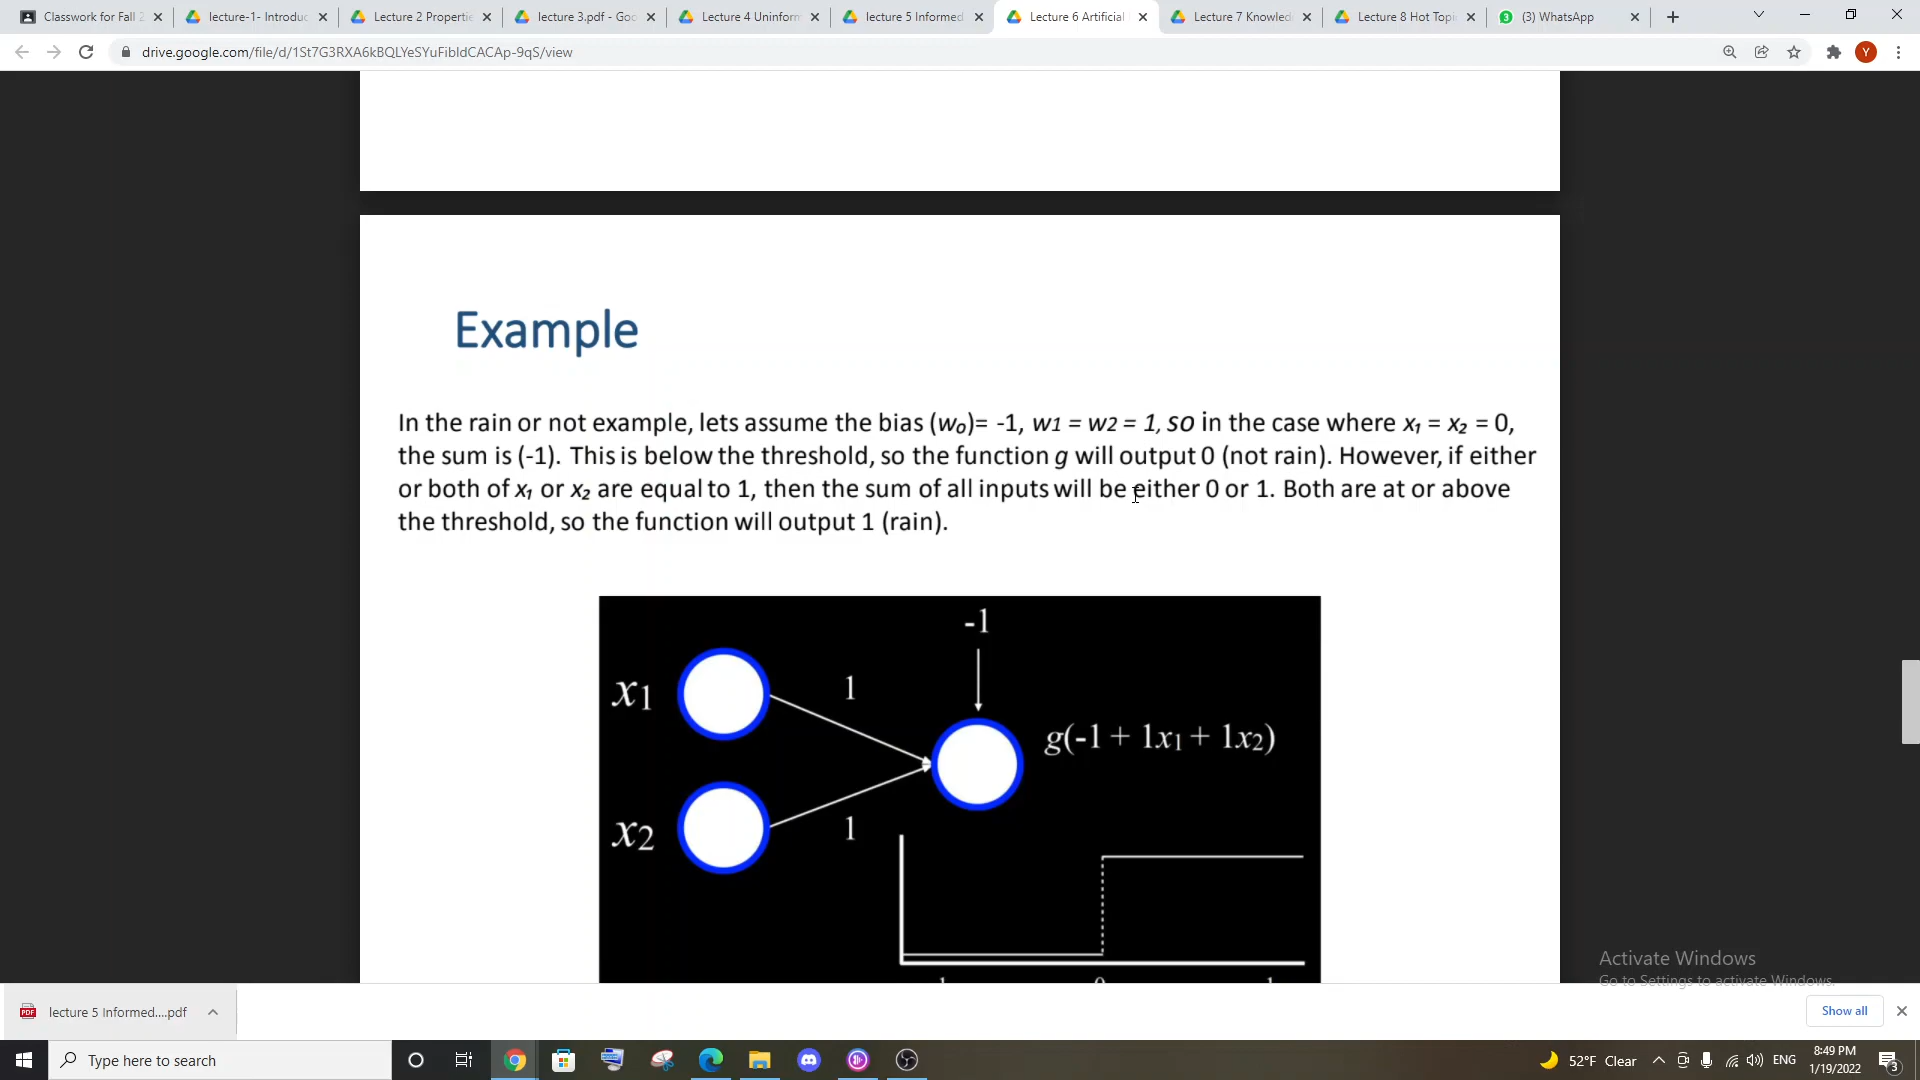 Classwork for Fall 2
lecture-1- Introduc
Lecture 2 Propertie
lecture 3.pdf - Goo
Lecture 4 Uninform
lecture 5 Informed
Lecture 6 Artificial
Lecture 7 Knowled
Lecture 8 Hot Topi
(3) WhatsApp
drive.google.com/file/d/1St7G3RXA6kBQLYeSYuFibldCACAp-9qS/view
Y
Example
In the rain or not example, lets assume the bias (w₀)= -1, w1 = w2 = 1, so in the case where x₁ = x₂ = 0,
the sum is (-1). This is below the threshold, so the function g will output 0 (not rain). However, if either
or both of x₁ or x₂ are equal to 1, then the sum of all inputs will be either 0 or 1. Both are at or above
the threshold, so the function will output 1 (rain).
-1
x1
1
g(-1 + 1x1 + 1x2)
x2
1
Activate Windows
Go to Settings to activate Windows.
lecture 5 Informed....pdf
Show all
Type here to search
52°F Clear
ENG
8:49 PM
1/19/2022
3